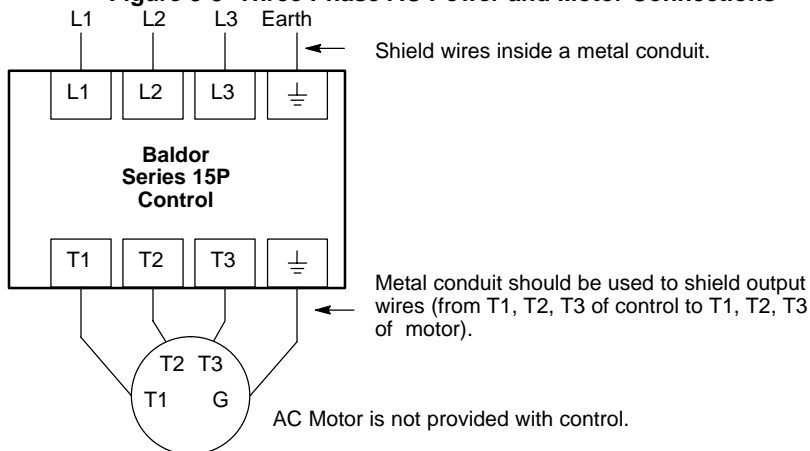 L1 L2 L3 Earth
Shield wires inside a metal conduit.
L1 L2 L3
Baldor
Series 15P
Control
T1 T2 T3
Metal conduit should be used to shield output
wires (from T1, T2, T3 of control to T1, T2, T3
of motor).
T2 T3
T1 G
AC Motor is not provided with control.